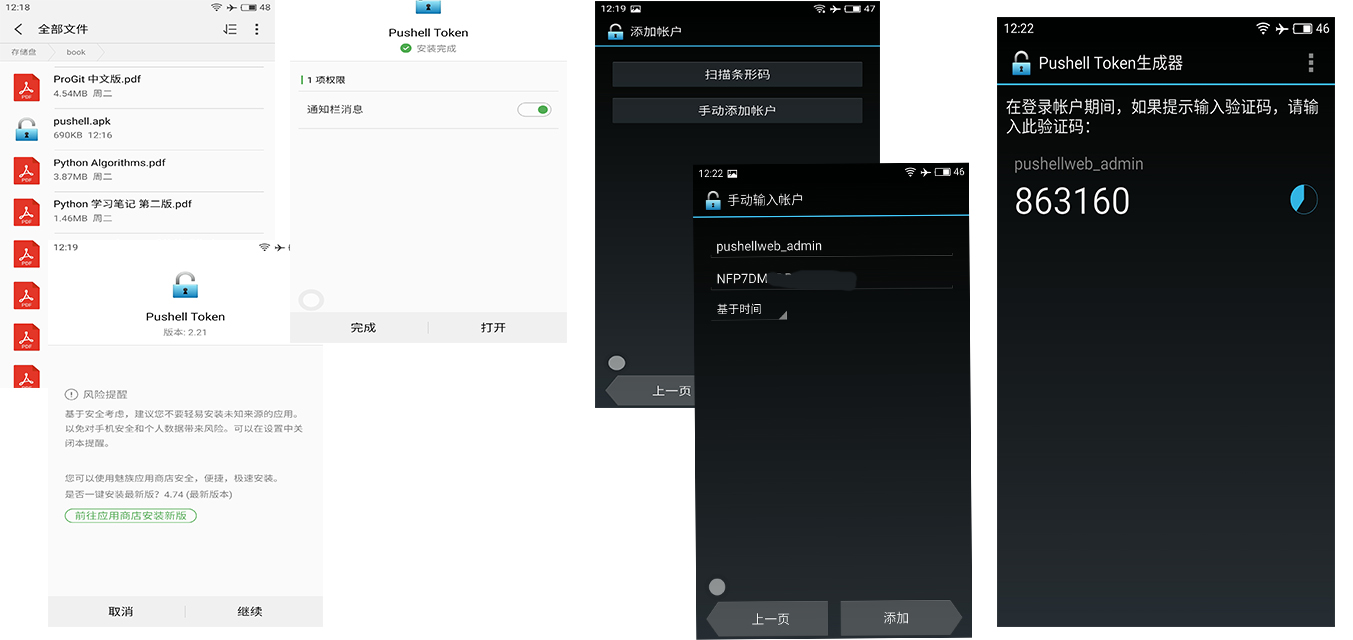 12:18
48
全部文件
存储盘
book
ProGit 中文版.pdf
4.54MB 周二
pushell.apk
690KB 12:16
Python Algorithms.pdf
3.87MB 周二
Python 学习笔记 第二版.pdf
1.46MB 周二
12:19
Pushell Token
版本: 2.21
风险提醒
基于安全考虑，建议您不要轻易安装未知来源的应用。
以免对手机安全和个人数据带来风险。可以在设置中关
闭本提醒。
您可以使用魅族应用商店安全，便捷，极速安装。
是否一键安装最新版？4.74 (最新版本)
前往应用商店安装新版
取消
继续
Pushell Token
安装完成
1 项权限
通知栏消息
完成
打开
12:19
47
添加帐户
扫描条形码
手动添加帐户
上一页
12:22
46
手动输入帐户
pushellweb_admin
NFP7DM
基于时间
上一页
添加
12:22
46
Pushell Token生成器
在登录帐户期间，如果提示输入验证码，请输
入此验证码：
pushellweb_admin
863160